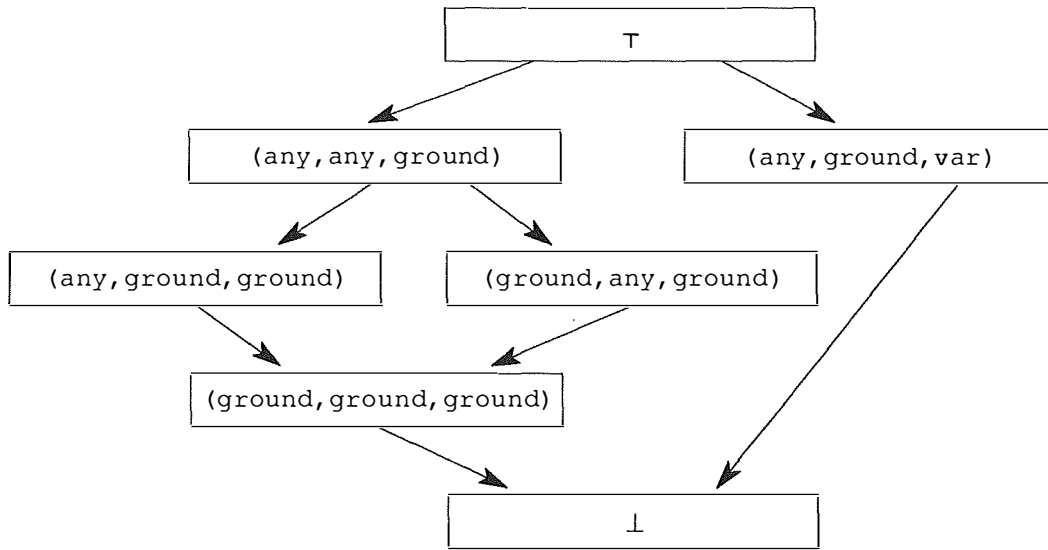 ⊤
(any,any,ground)
(any,ground,var)
(any,ground,ground)
(ground,any,ground)
(ground,ground,ground)
⊥